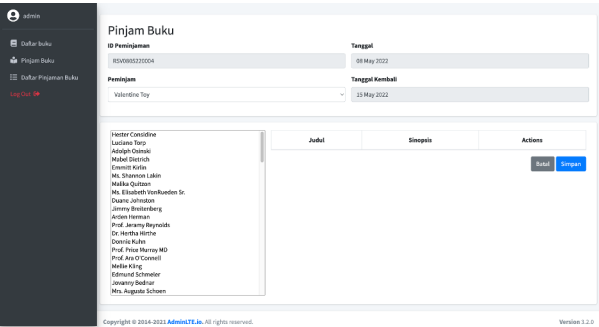 admin
Daftar buku
Pinjam Buku
Daftar Pinjaman Buku
Log Out
Pinjam Buku
ID Peminjaman
Tanggal
RSV0805220004
09 May 2022
Peminjam
Tanggal Kembali
Valentine Toy
15 May 2022
Hester Considine
Luciano Torp
Adolph Osinski
Mabel Dietrich
Emmitt Kirlin
Ms. Shannon Lakin
Malika Quitzon
Ms. Elisabeth VonRueden Sr.
Duane Johnston
Jimmy Breitenberg
Arden Herman
Prof. Jeramy Reynolds
Dr. Hertha Hirthe
Donnie Kuhn
Prof. Price Murray MD
Prof. Ara O'Connell
Mellie Kling
Edmund Schmeler
Jovanny Bednar
Mrs. Augusta Schoen
Judul Sinopsis Actions
Batal Simpan
Copyright © 2014-2021 AdminLTE.io. All rights reserved.
Version 3.2.0